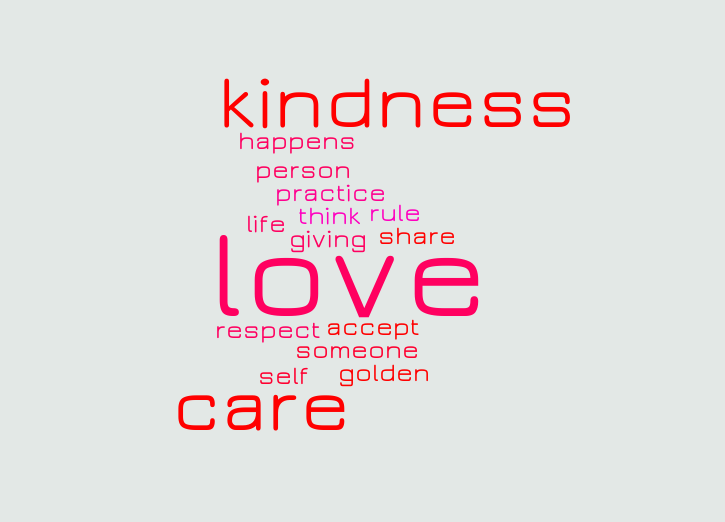 kindness
happens
person
practice
think rule
life
giving share
love
respect accept
someone
self golden
care